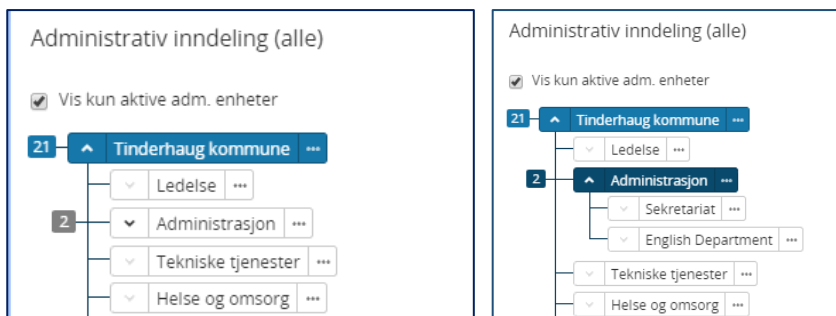 Administrativ inndeling (alle)
Vis kun aktive adm. enheter
21 Tinderhaug kommune ...
Ledelse ...
2 Administrasjon ...
Tekniske tjenester ...
Helse og omsorg ...
Administrativ inndeling (alle)
Vis kun aktive adm. enheter
21 Tinderhaug kommune ...
Ledelse ...
2 Administrasjon ...
Sekretariat ...
English Department ...
Tekniske tjenester ...
Helse og omsorg ...